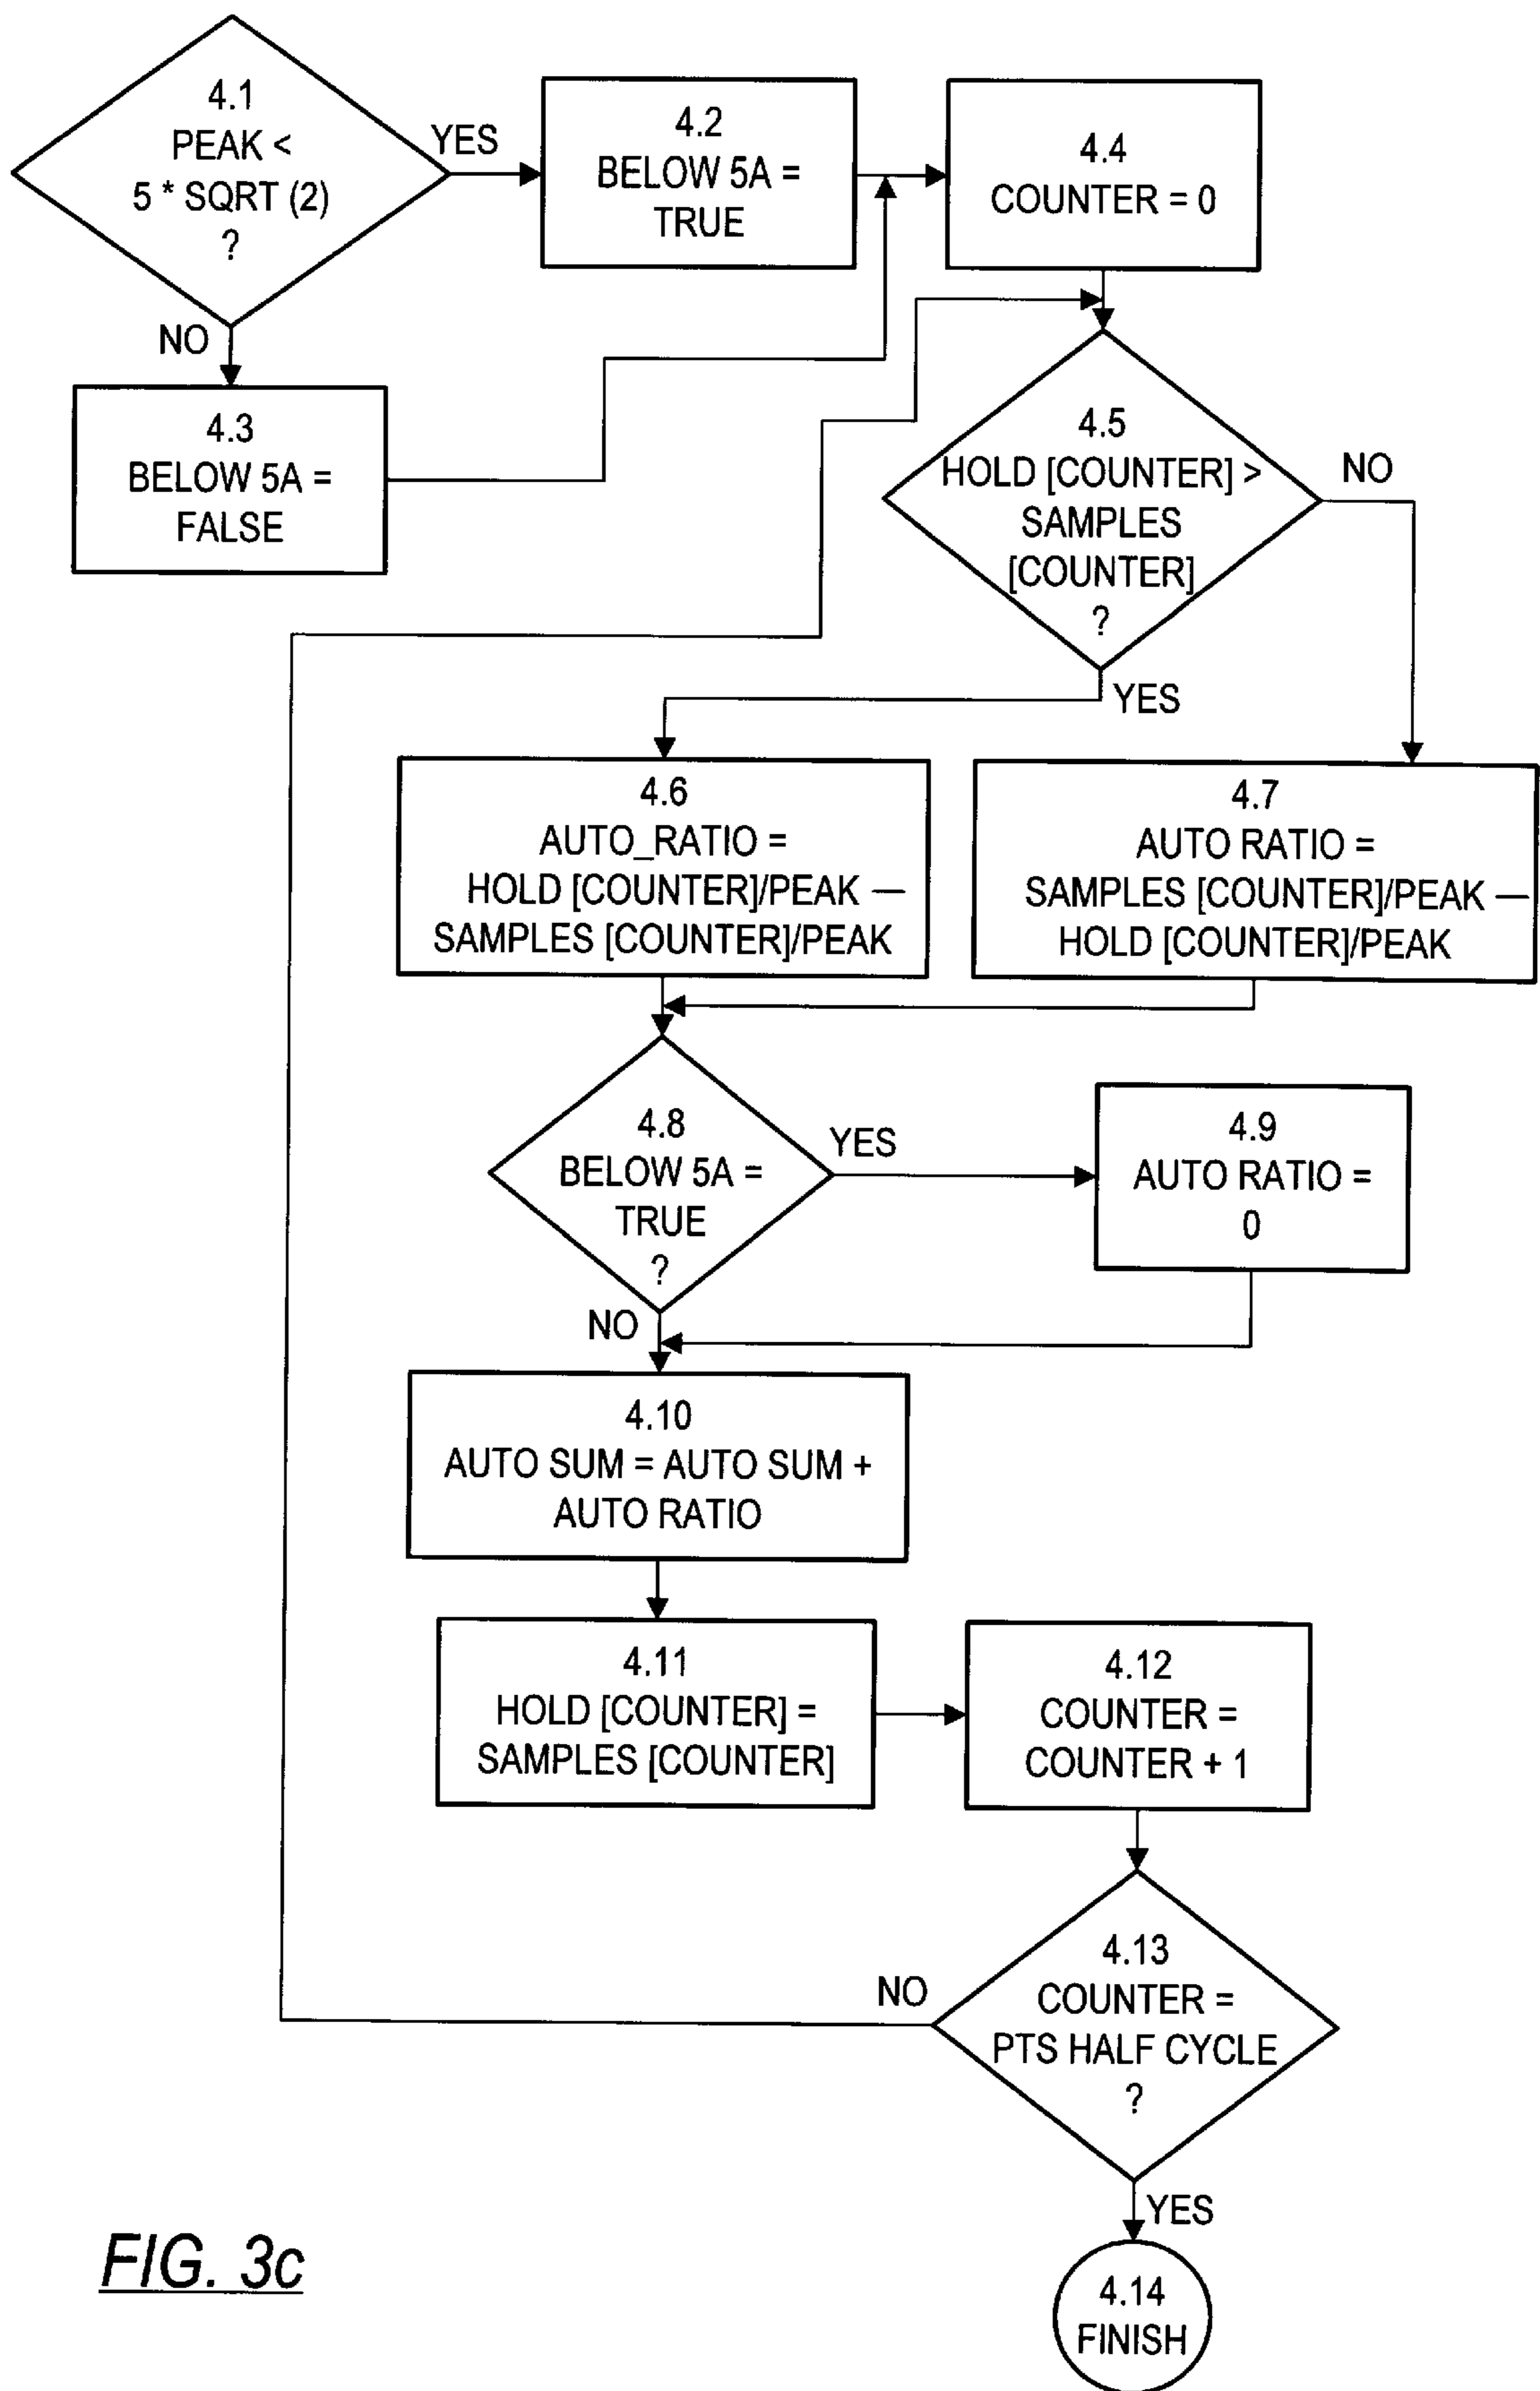 4.1
PEAK <
5 * SQRT (2)
?
YES
NO
4.2
BELOW 5A =
TRUE
4.3
BELOW 5A =
FALSE
4.4
COUNTER = 0
4.5
HOLD [COUNTER] >
SAMPLES
[COUNTER]
?
NO
YES
4.6
AUTO_RATIO =
HOLD [COUNTER]/PEAK —
SAMPLES [COUNTER]/PEAK
4.7
AUTO RATIO =
SAMPLES [COUNTER]/PEAK —
HOLD [COUNTER]/PEAK
4.8
BELOW 5A =
TRUE
?
YES
NO
4.9
AUTO RATIO =
0
4.10
AUTO SUM = AUTO SUM +
AUTO RATIO
4.11
HOLD [COUNTER] =
SAMPLES [COUNTER]
4.12
COUNTER =
COUNTER + 1
4.13
COUNTER =
PTS HALF CYCLE
?
NO
YES
4.14
FINISH
FIG. 3c